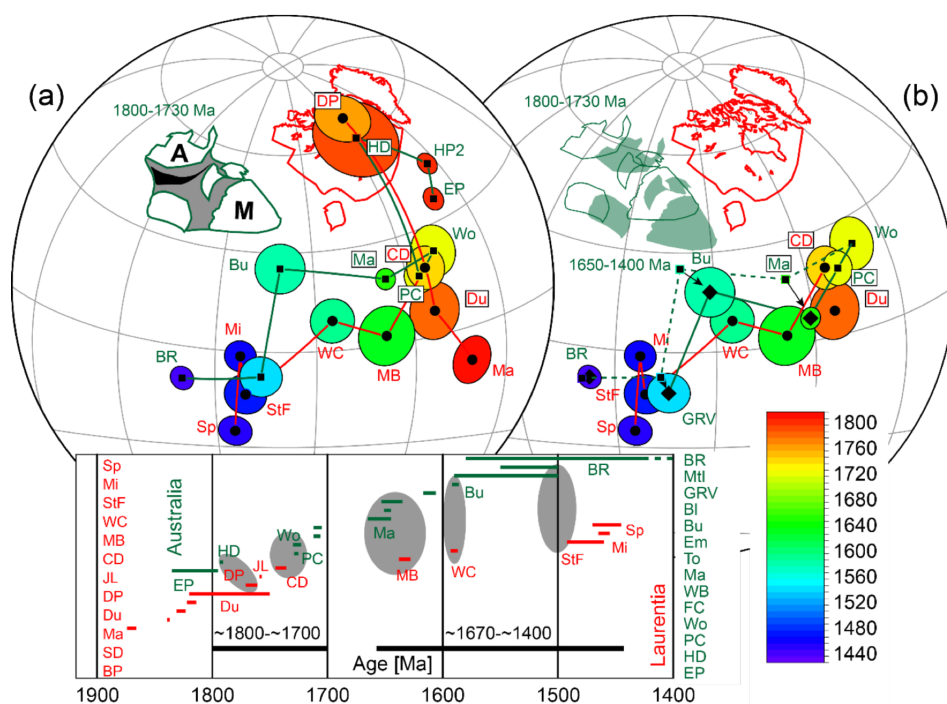 (a)
1800-1730 Ma
A
M
DP
HD
HP2
EP
Wo
CD
Ma
PC
Du
Bu
Mi
WC
MB
Ma
BR
StF
Sp
(b)
1800-1730 Ma
1650-1400 Ma
Bu
Ma
CD
Wo
PC
Du
Mi
WC
MB
BR
StF
Sp
GRV
1800
1760
1720
1680
1640
1600
1560
1520
1480
1440
Sp
Mi
StF
WC
MB
CD
JL
DP
Du
Ma
SD
BP
Australia
HD
EP
DP
JL
Du
Wo
PC
CD
~1800-~1700
Ma
MB
Bu
WC
BR
StF
Sp
Mi
~1670-~1400
Age [Ma]
Laurentia
BR
Mtl
GRV
Bl
Bu
Em
To
Ma
WB
FC
Wo
PC
HD
EP
1900 1800 1700 1600 1500 1400